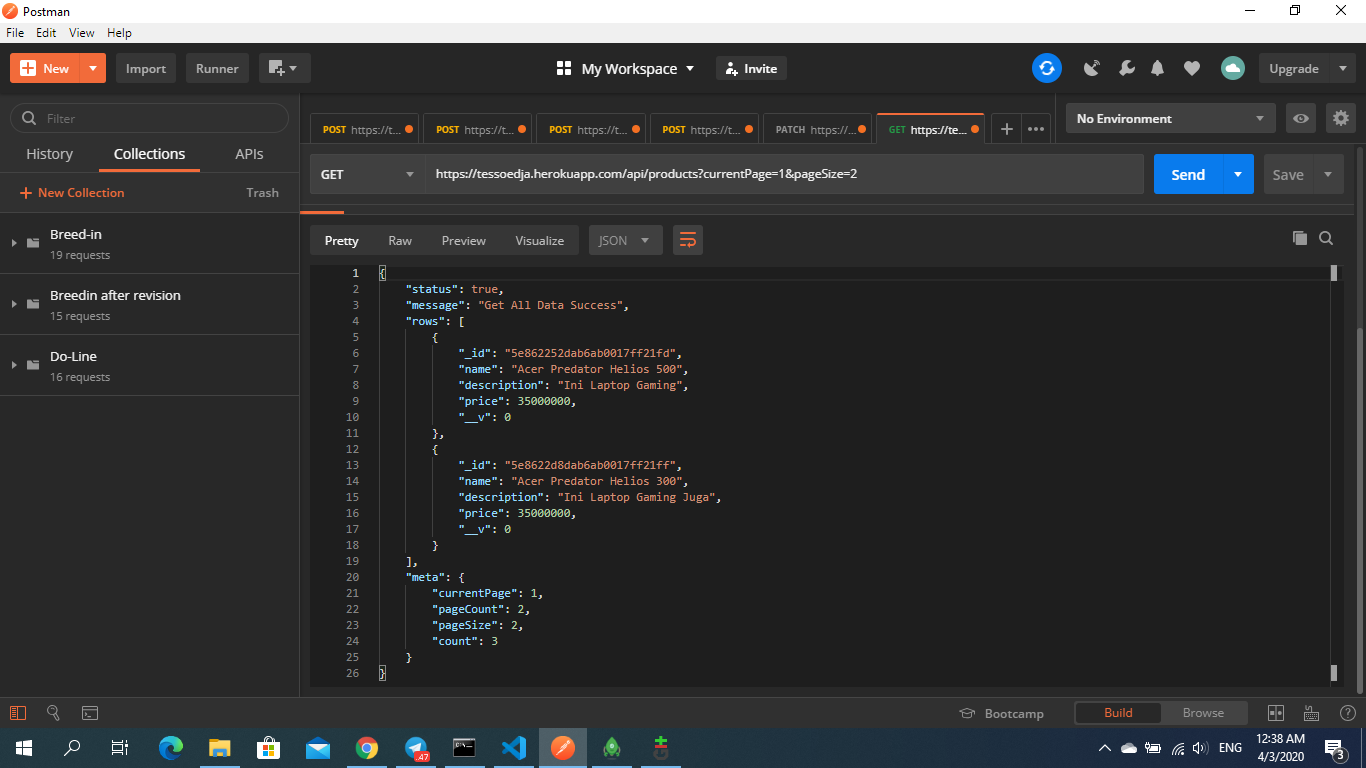 Postman
File Edit View Help
New Import Runner My Workspace Invite Upgrade
Filter
History Collections APIs
New Collection Trash
Breed-in
19 requests
Breedin after revision
15 requests
Do-Line
16 requests
POST https://t... POST https://t... POST https://t... POST https://t... PATCH https://... GET https://te... No Environment
GET https://tessoedja.herokuapp.com/api/products?currentPage=1&pageSize=2 Send Save
Pretty Raw Preview Visualize JSON
1 {
2 "status": true,
3 "message": "Get All Data Success",
4 "rows": [
5 {
6 "_id": "5e862252dab6ab0017ff21fd",
7 "name": "Acer Predator Helios 500",
8 "description": "Ini Laptop Gaming",
9 "price": 35000000,
10 "__v": 0
11 },
12 {
13 "_id": "5e8622d8dab6ab0017ff21ff",
14 "name": "Acer Predator Helios 300",
15 "description": "Ini Laptop Gaming Juga",
16 "price": 35000000,
17 "__v": 0
18 }
19 ],
20 "meta": {
21 "currentPage": 1,
22 "pageCount": 2,
23 "pageSize": 2,
24 "count": 3
25 }
26 }
Bootcamp Build Browse
.47
ENG
12:38 AM
4/3/2020
3